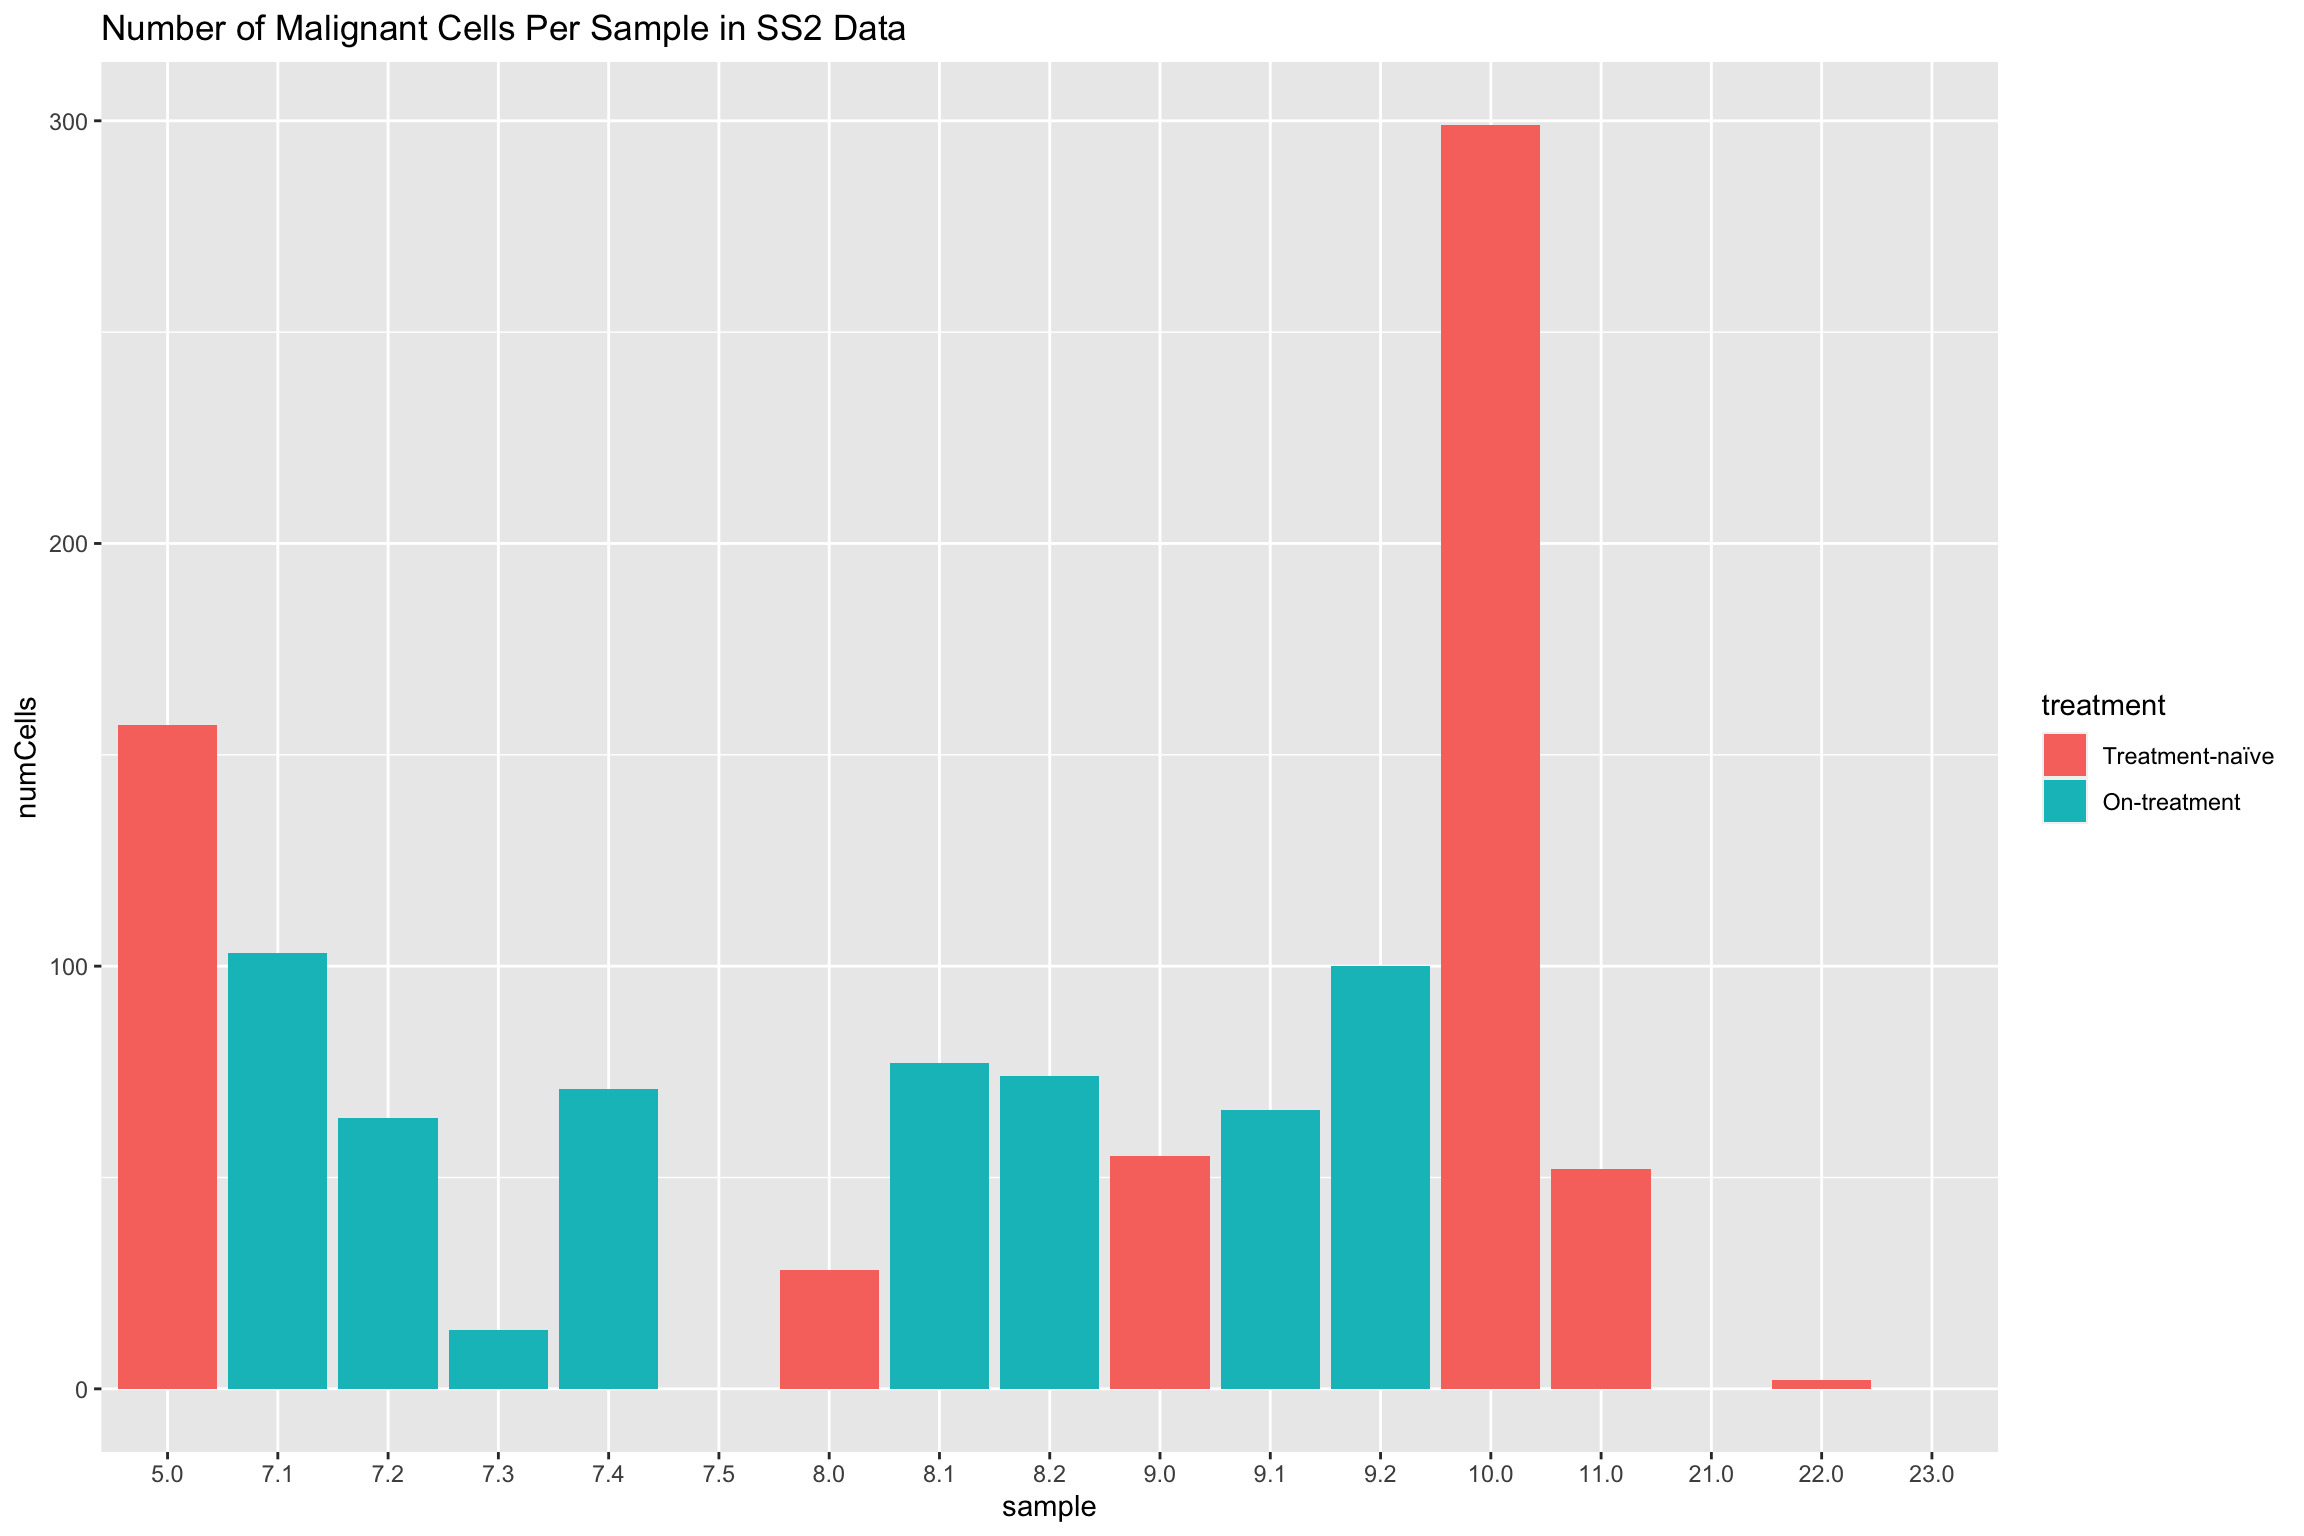 Number of Malignant Cells Per Sample in SS2 Data
numCells
300
200
100
0
5.0 7.1 7.2 7.3 7.4 7.5 8.0 8.1 8.2 9.0 9.1 9.2 10.0 11.0 21.0 22.0 23.0
sample
treatment
Treatment-naïve
On-treatment